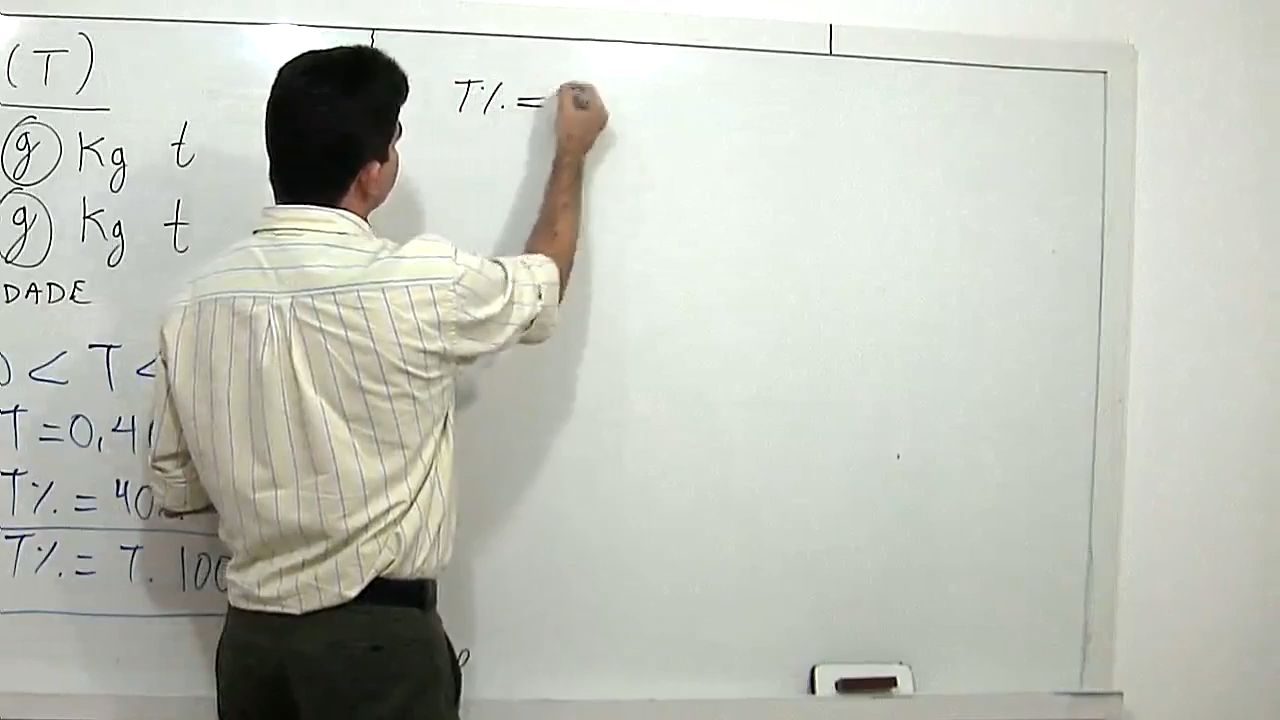 (T)
g Kg t
g Kg t
DADE
< T <
T = 0,4
T% = 40
T% = T. 100
T% =